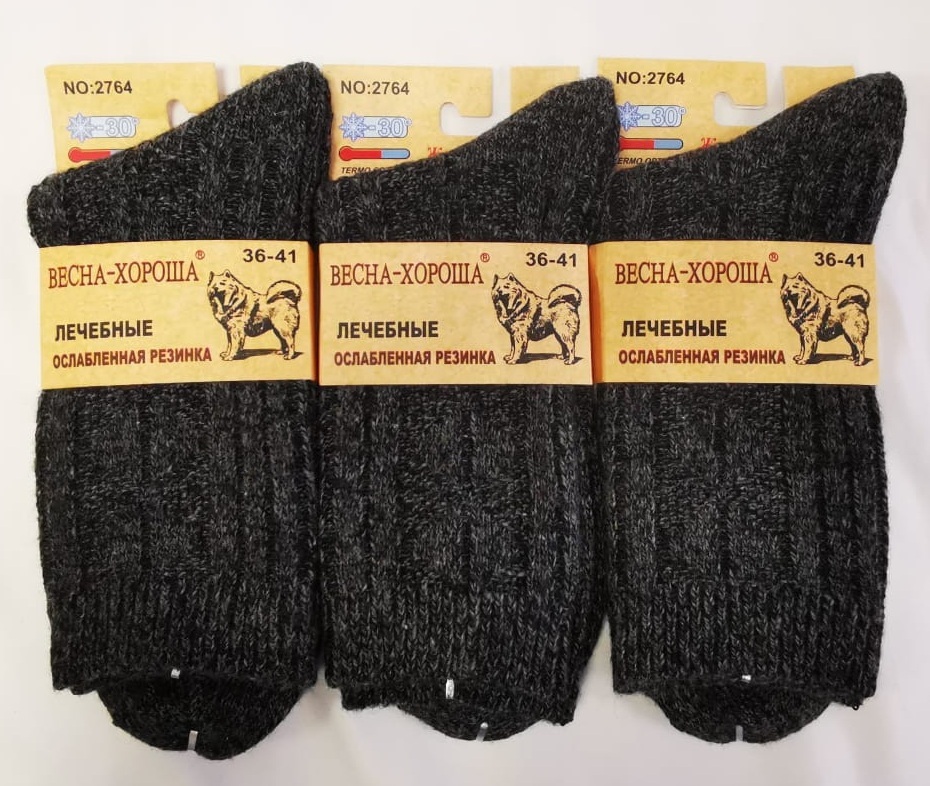 NO:2764
-30°
ВЕСНА-ХОРОША®
36-41
ЛЕЧЕБНЫЕ
ОСЛАБЛЕННАЯ РЕЗИНКА
NO:2764
-30°
TERMO
ВЕСНА-ХОРОША®
36-41
ЛЕЧЕБНЫЕ
ОСЛАБЛЕННАЯ РЕЗИНКА
NO:2764
-30°
ВЕСНА-ХОРОША®
36-41
ЛЕЧЕБНЫЕ
ОСЛАБЛЕННАЯ РЕЗИНКА